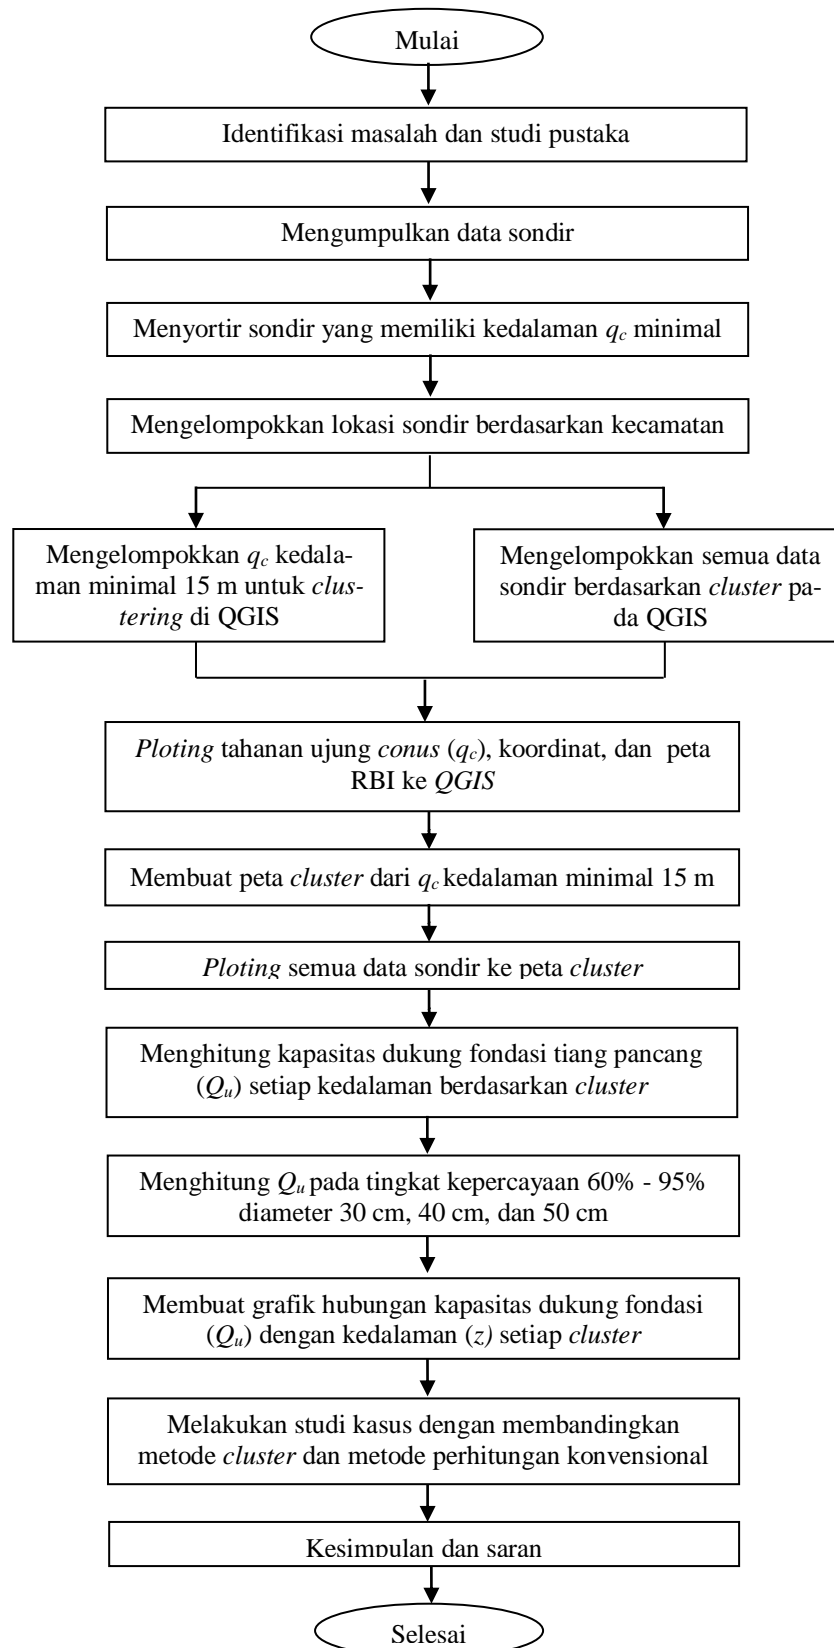 Mulai
Identifikasi masalah dan studi pustaka
Mengumpulkan data sondir
Menyortir sondir yang memiliki kedalaman qc minimal
Mengelompokkan lokasi sondir berdasarkan kecamatan
Mengelompokkan qc kedala-
man minimal 15 m untuk clus-
tering di QGIS
Mengelompokkan semua data
sondir berdasarkan cluster pa-
da QGIS
Ploting tahanan ujung conus (qc), koordinat, dan peta
RBI ke QGIS
Membuat peta cluster dari qc kedalaman minimal 15 m
Ploting semua data sondir ke peta cluster
Menghitung kapasitas dukung fondasi tiang pancang
(Qu) setiap kedalaman berdasarkan cluster
Menghitung Qu pada tingkat kepercayaan 60% - 95%
diameter 30 cm, 40 cm, dan 50 cm
Membuat grafik hubungan kapasitas dukung fondasi
(Qu) dengan kedalaman (z) setiap cluster
Melakukan studi kasus dengan membandingkan
metode cluster dan metode perhitungan konvensional
Kesimpulan dan saran
Selesai